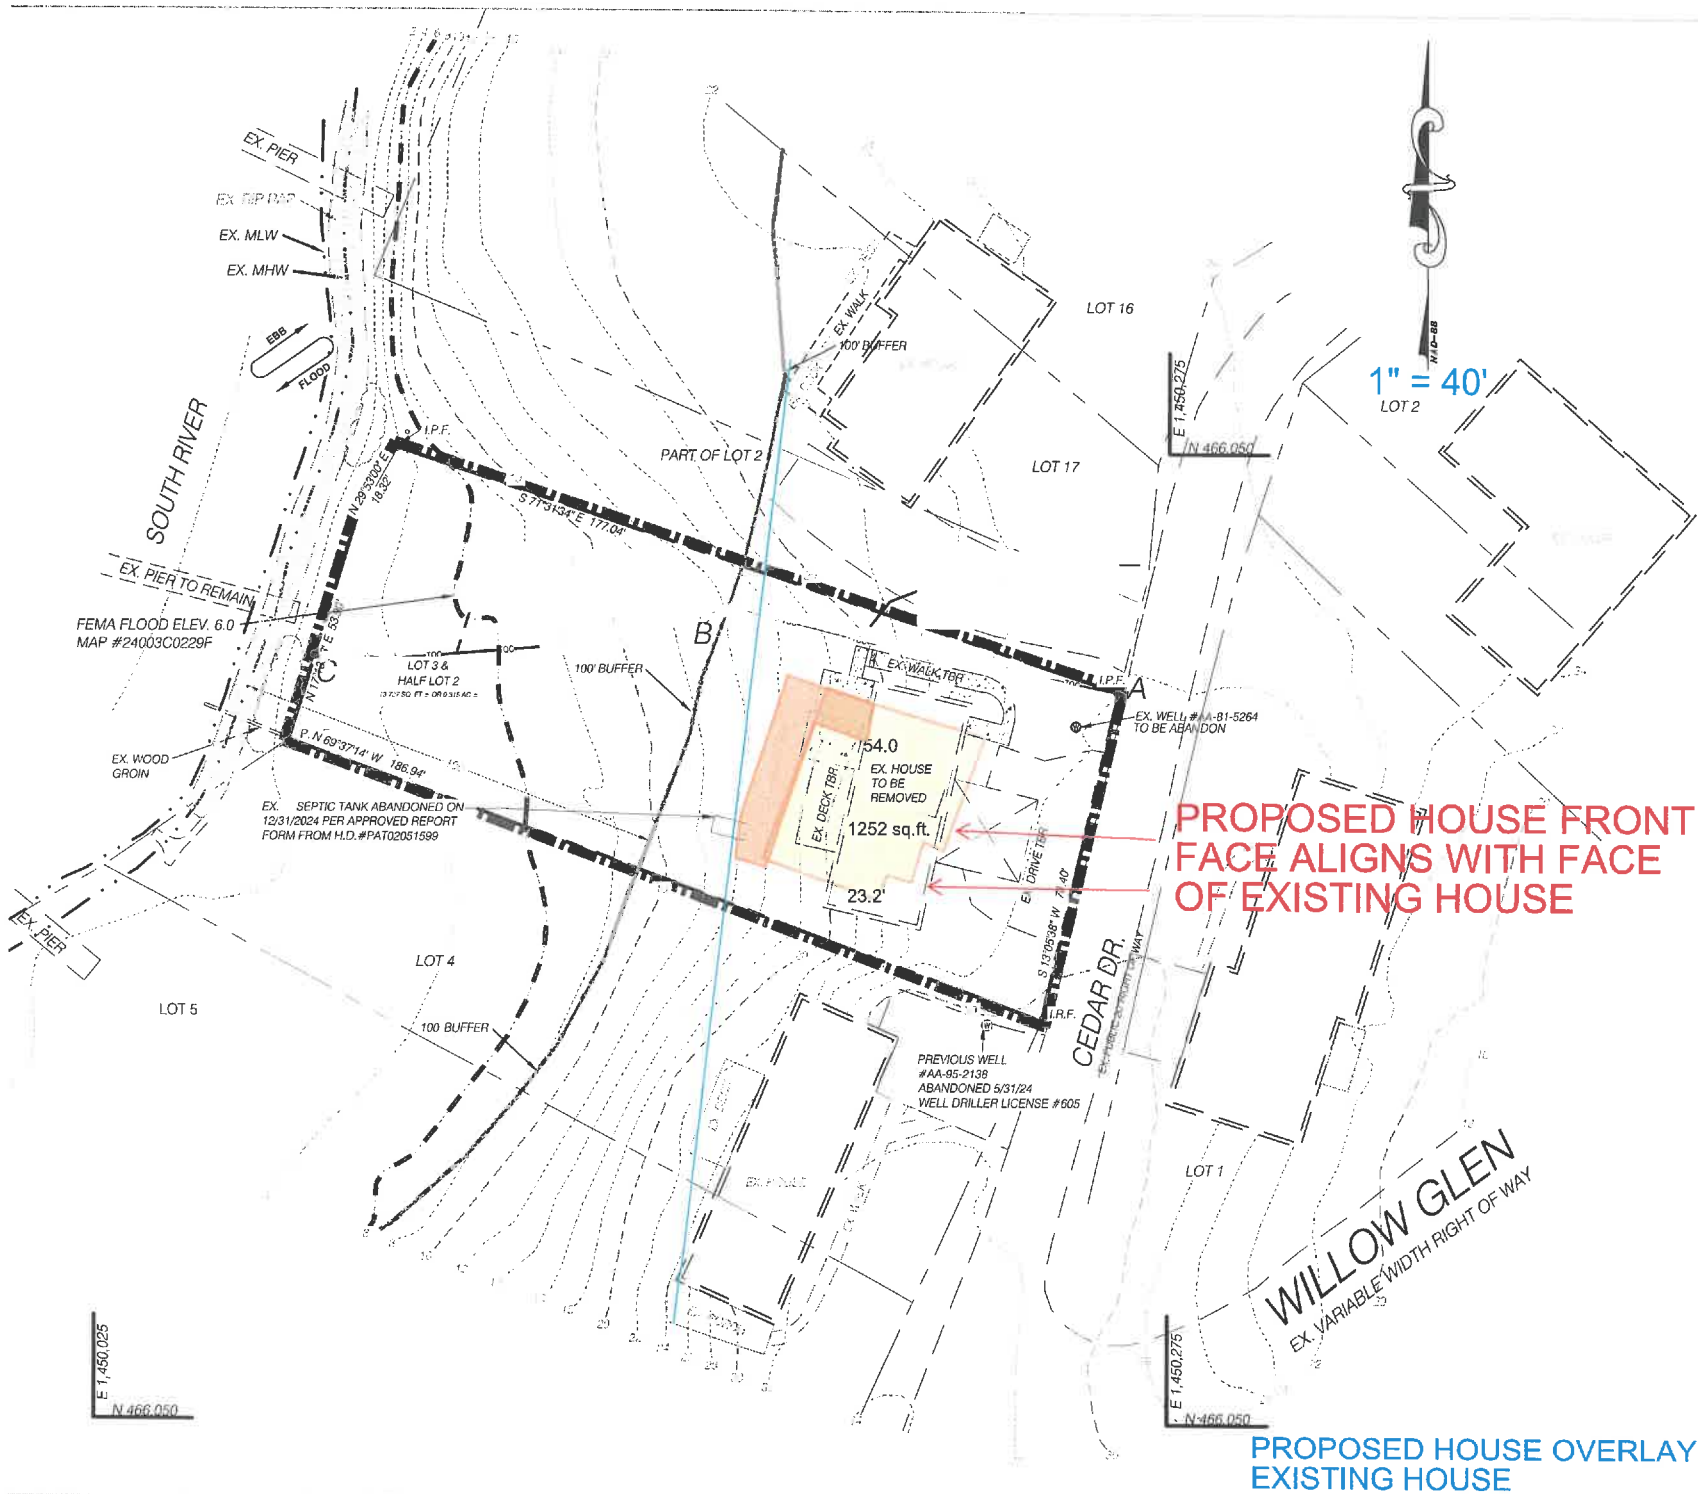 EX. PIER
EX. RIP RAP
EX. MLW
EX. MHW
EBB
FLOOD
SOUTH RIVER
I.P.F.
N 29°53'00" E
18.32'
S 71°31'34" E 177.04'
PART OF LOT 2
100' BUFFER
EX. WALK
LOT 16
LOT 17
E 1,450,275
N 466,050
NAD-88
1" = 40'
LOT 2
EX. PIER TO REMAIN
FEMA FLOOD ELEV. 6.0
MAP #24003C0229F
C
B
A
100' BUFFER
LOT 3 &
HALF LOT 2
EX. WALK TBR
I.P.F.
EX. WELL #AA-81-5264
TO BE ABANDON
EX. WOOD
GROIN
N 69°37'14" W 186.94'
EX. SEPTIC TANK ABANDONED ON
12/31/2024 PER APPROVED REPORT
FORM FROM H.D.#PAT02051599
54.0
EX. HOUSE
TO BE
REMOVED
EX. DECK TBR
1252 sq.ft.
23.2'
EX. DRIVE TBR
PROPOSED HOUSE FRONT
FACE ALIGNS WITH FACE
OF EXISTING HOUSE
S 13°05'38" W 71.40'
CEDAR DR.
I.R.F.
EX. PIER
LOT 4
LOT 5
100 BUFFER
PREVIOUS WELL
#AA-95-2138
ABANDONED 5/31/24
WELL DRILLER LICENSE #605
LOT 1
WILLOW GLEN
EX. VARIABLE WIDTH RIGHT OF WAY
E 1,450,025
N 466,050
E 1,450,275
N 466,050
PROPOSED HOUSE OVERLAY
EXISTING HOUSE